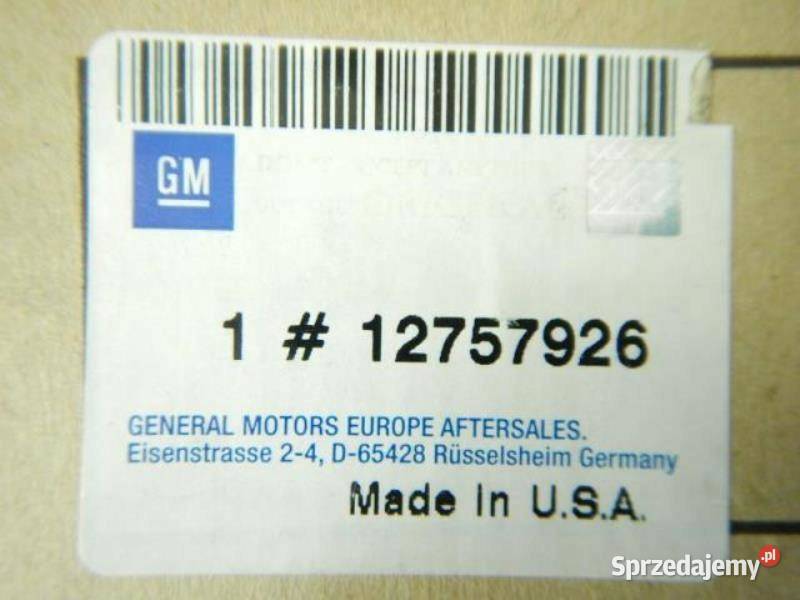 GM
1 # 12757926
GENERAL MOTORS EUROPE AFTERSALES.
Eisenstrasse 2-4, D-65428 Rüsselsheim Germany
Made in U.S.A.
Sprzedajemy.pl